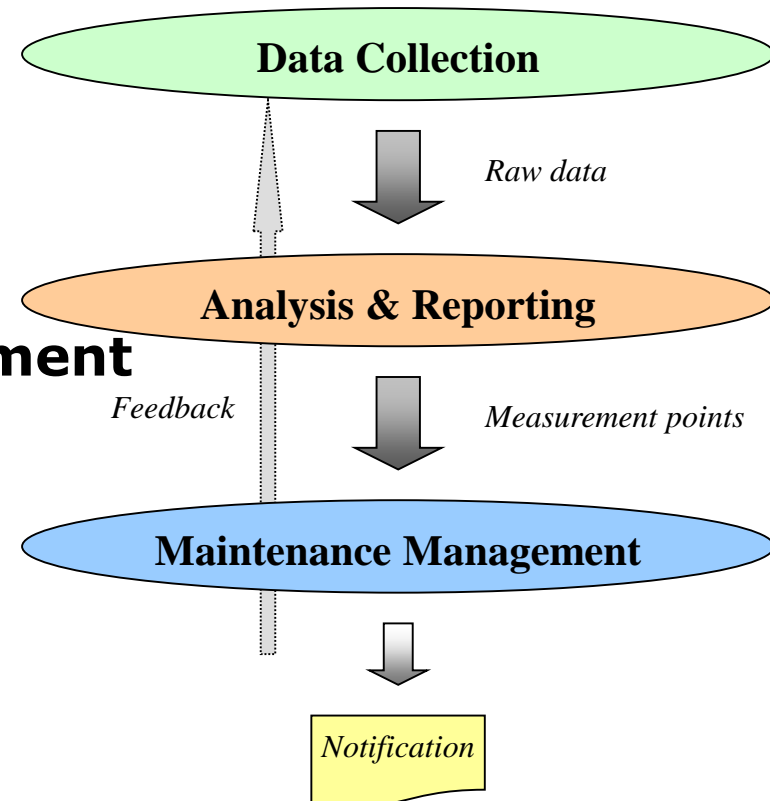 Data Collection
Raw data
Analysis & Reporting
ment
Feedback
Measurement points
Maintenance Management
Notification